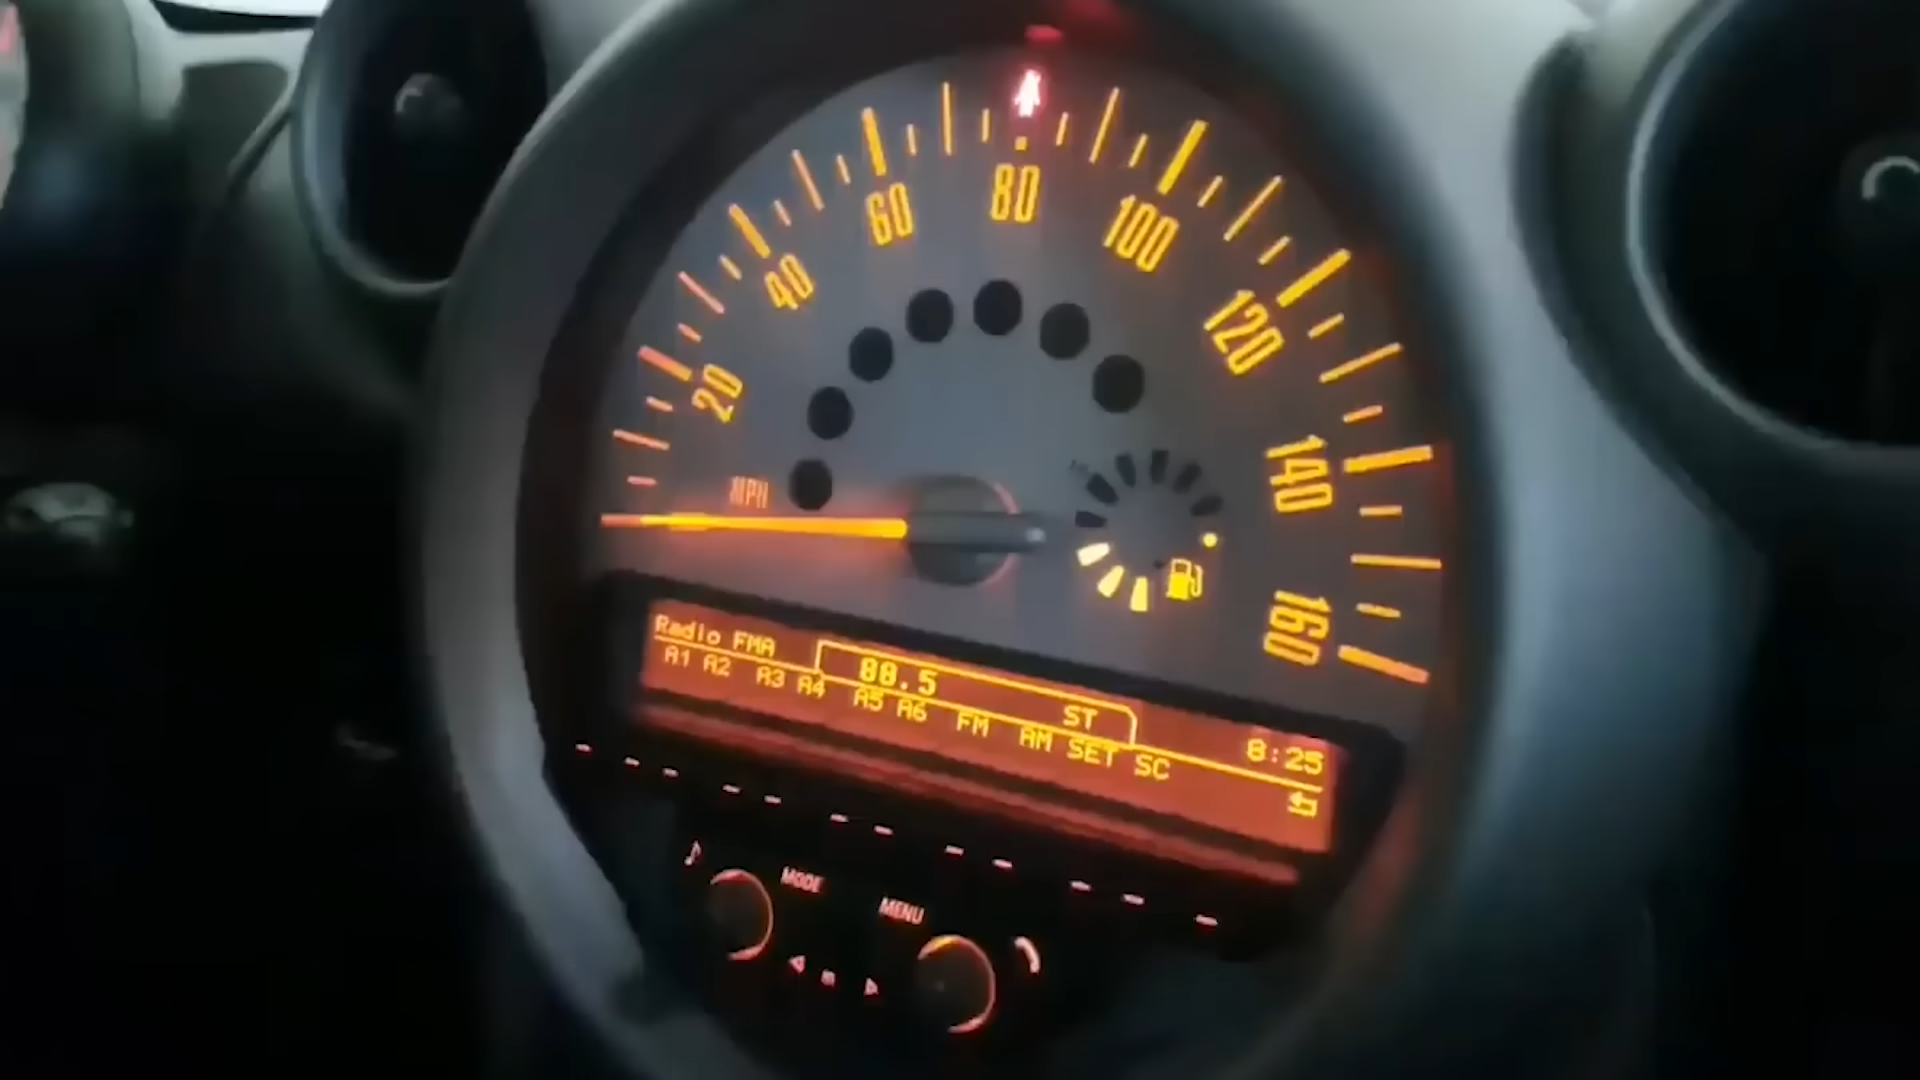 20 40 60 80 100 120 140 160
MPH
Radio FMA 88.5 ST 8:25
A1 A2 A3 A4 A5 A6 FM AM SET SC
MODE MENU